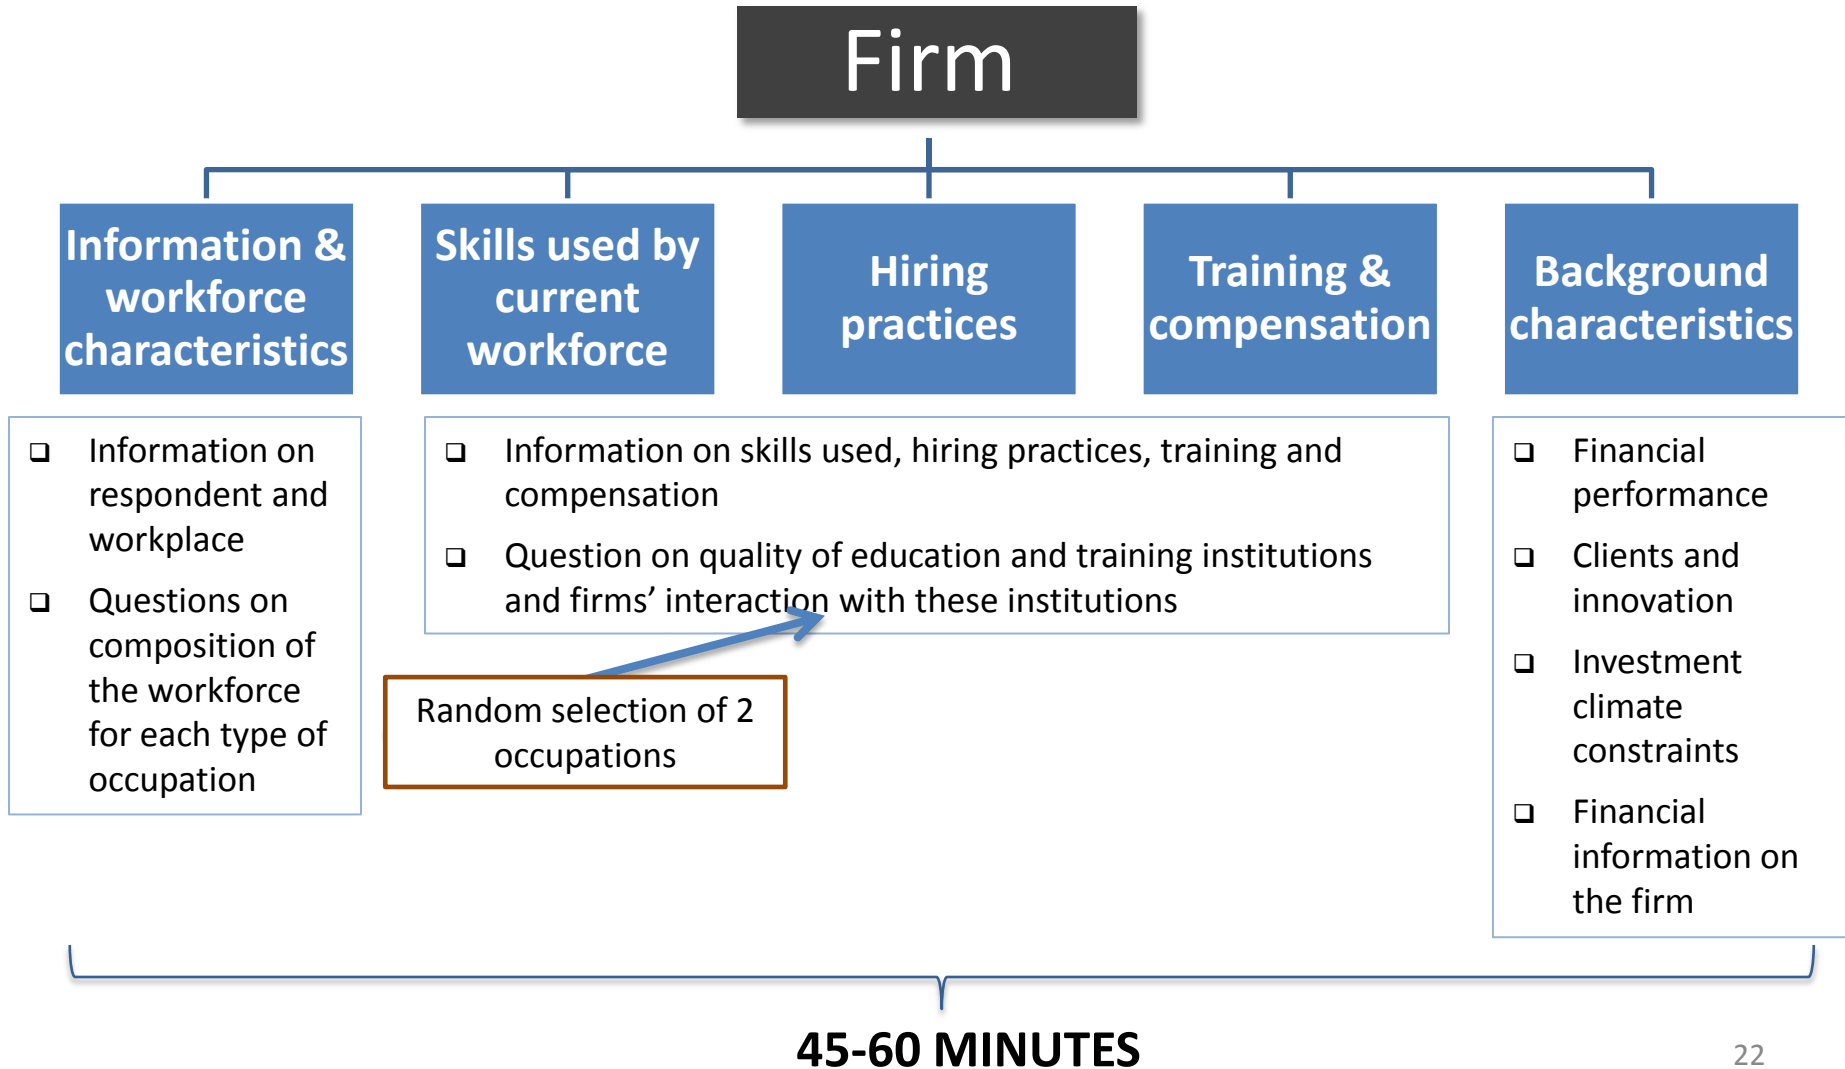 Firm
Information &
workforce
characteristics
Skills used by
current
workforce
Hiring
practices
Training &
compensation
Background
characteristics
❑ Information on
respondent and
workplace
❑ Questions on
composition of
the workforce
for each type of
occupation
❑ Information on skills used, hiring practices, training and
compensation
❑ Question on quality of education and training institutions
and firms’ interaction with these institutions
Random selection of 2
occupations
❑ Financial
performance
❑ Clients and
innovation
❑ Investment
climate
constraints
❑ Financial
information on
the firm
45-60 MINUTES
22